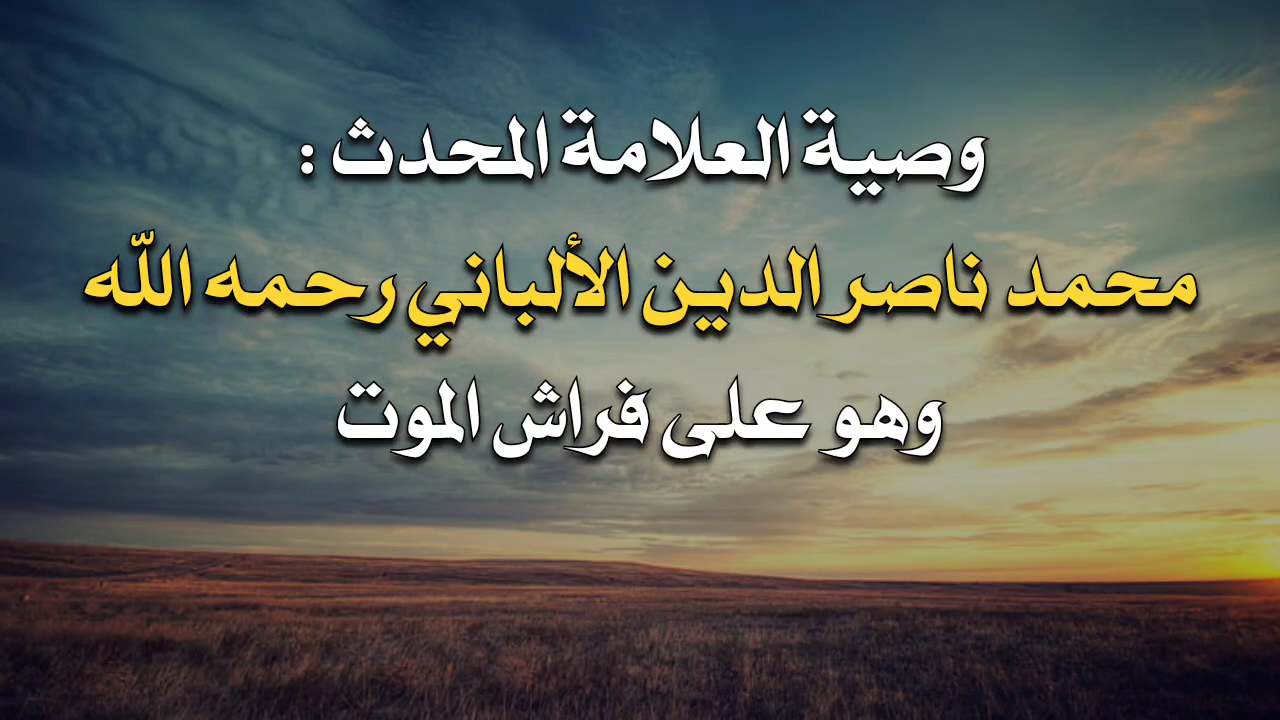 وصية العلامة المحدث :
محمد ناصر الدين الألباني رحمه اللّه
وهو على فراش الموت